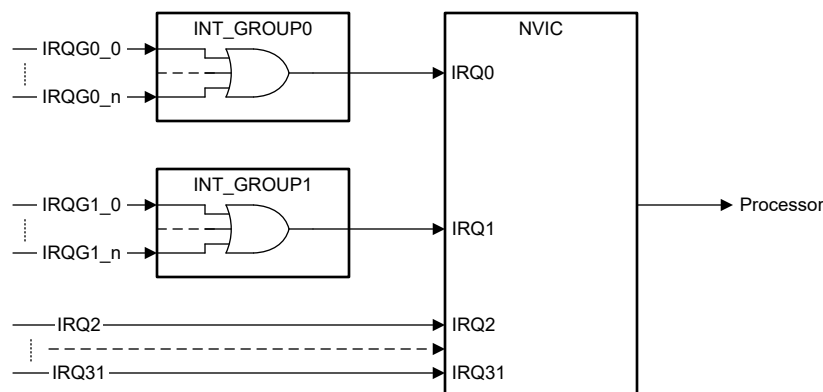 INT_GROUP0
NVIC
IRQG0_0
IRQ0
IRQG0_n
INT_GROUP1
IRQG1_0
Processor
IRQ1
IRQG1_n
IRQ2
IRQ2
IRQ31
IRQ31